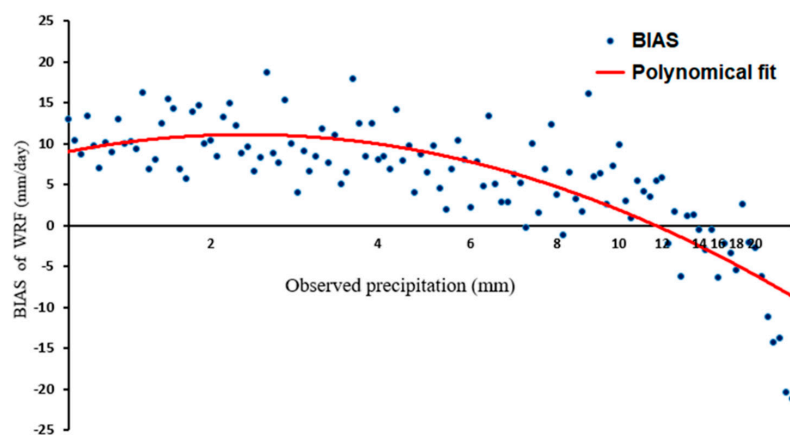 25
20
15
10
5
0
-5
-10
-15
-20
-25
BIAS of WRF (mm/day)
BIAS
Polynomical fit
2 4 6 8 10 12 14 16 18 20
Observed precipitation (mm)